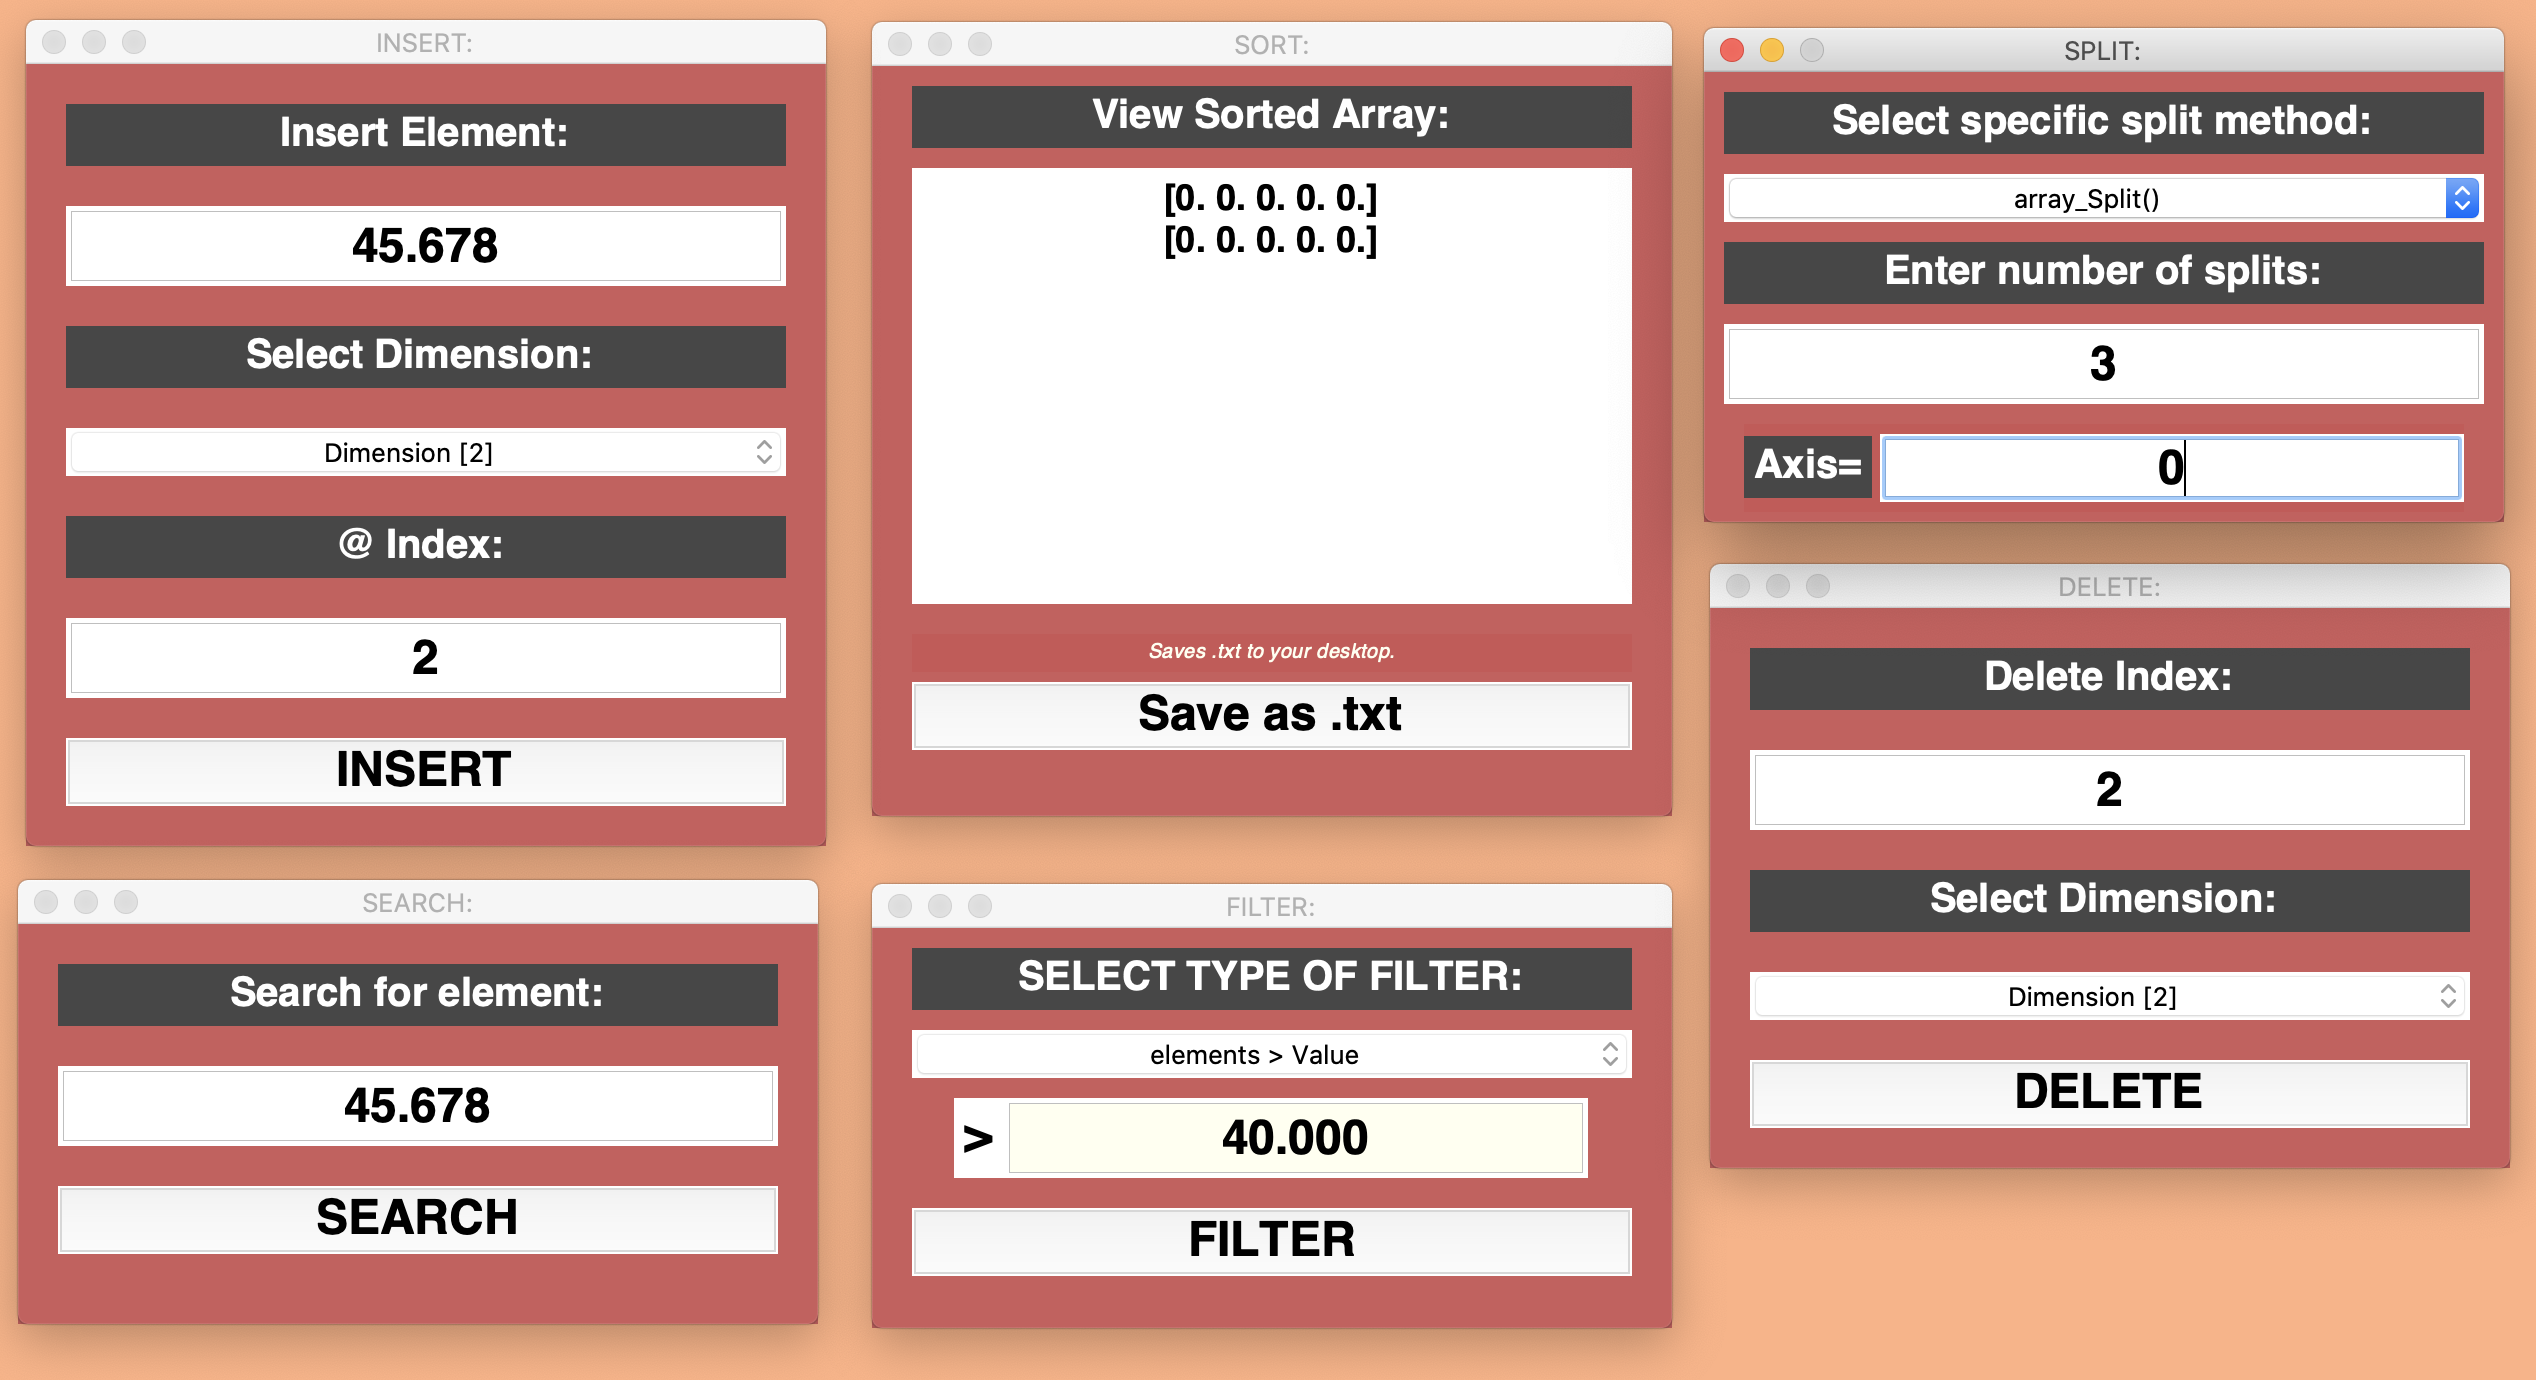 INSERT:
Insert Element:
45.678
Select Dimension:
Dimension [2]
@ Index:
2
INSERT
SORT:
View Sorted Array:
[0. 0. 0. 0. 0.]
[0. 0. 0. 0. 0.]
Saves .txt to your desktop.
Save as .txt
SPLIT:
Select specific split method:
array_Split()
Enter number of splits:
3
Axis= 0
SEARCH:
Search for element:
45.678
SEARCH
FILTER:
SELECT TYPE OF FILTER:
elements > Value
> 40.000
FILTER
DELETE:
Delete Index:
2
Select Dimension:
Dimension [2]
DELETE